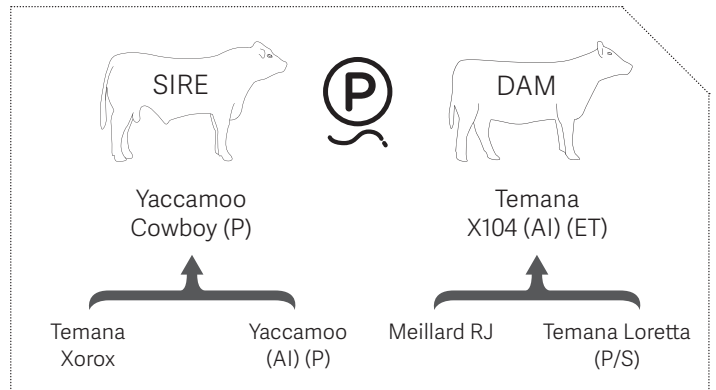 SIRE
P
DAM
Yaccamoo
Cowboy (P)
Temana
X104 (AI) (ET)
Temana
Xorox
Yaccamoo
(AI) (P)
Meillard RJ
Temana Loretta
(P/S)